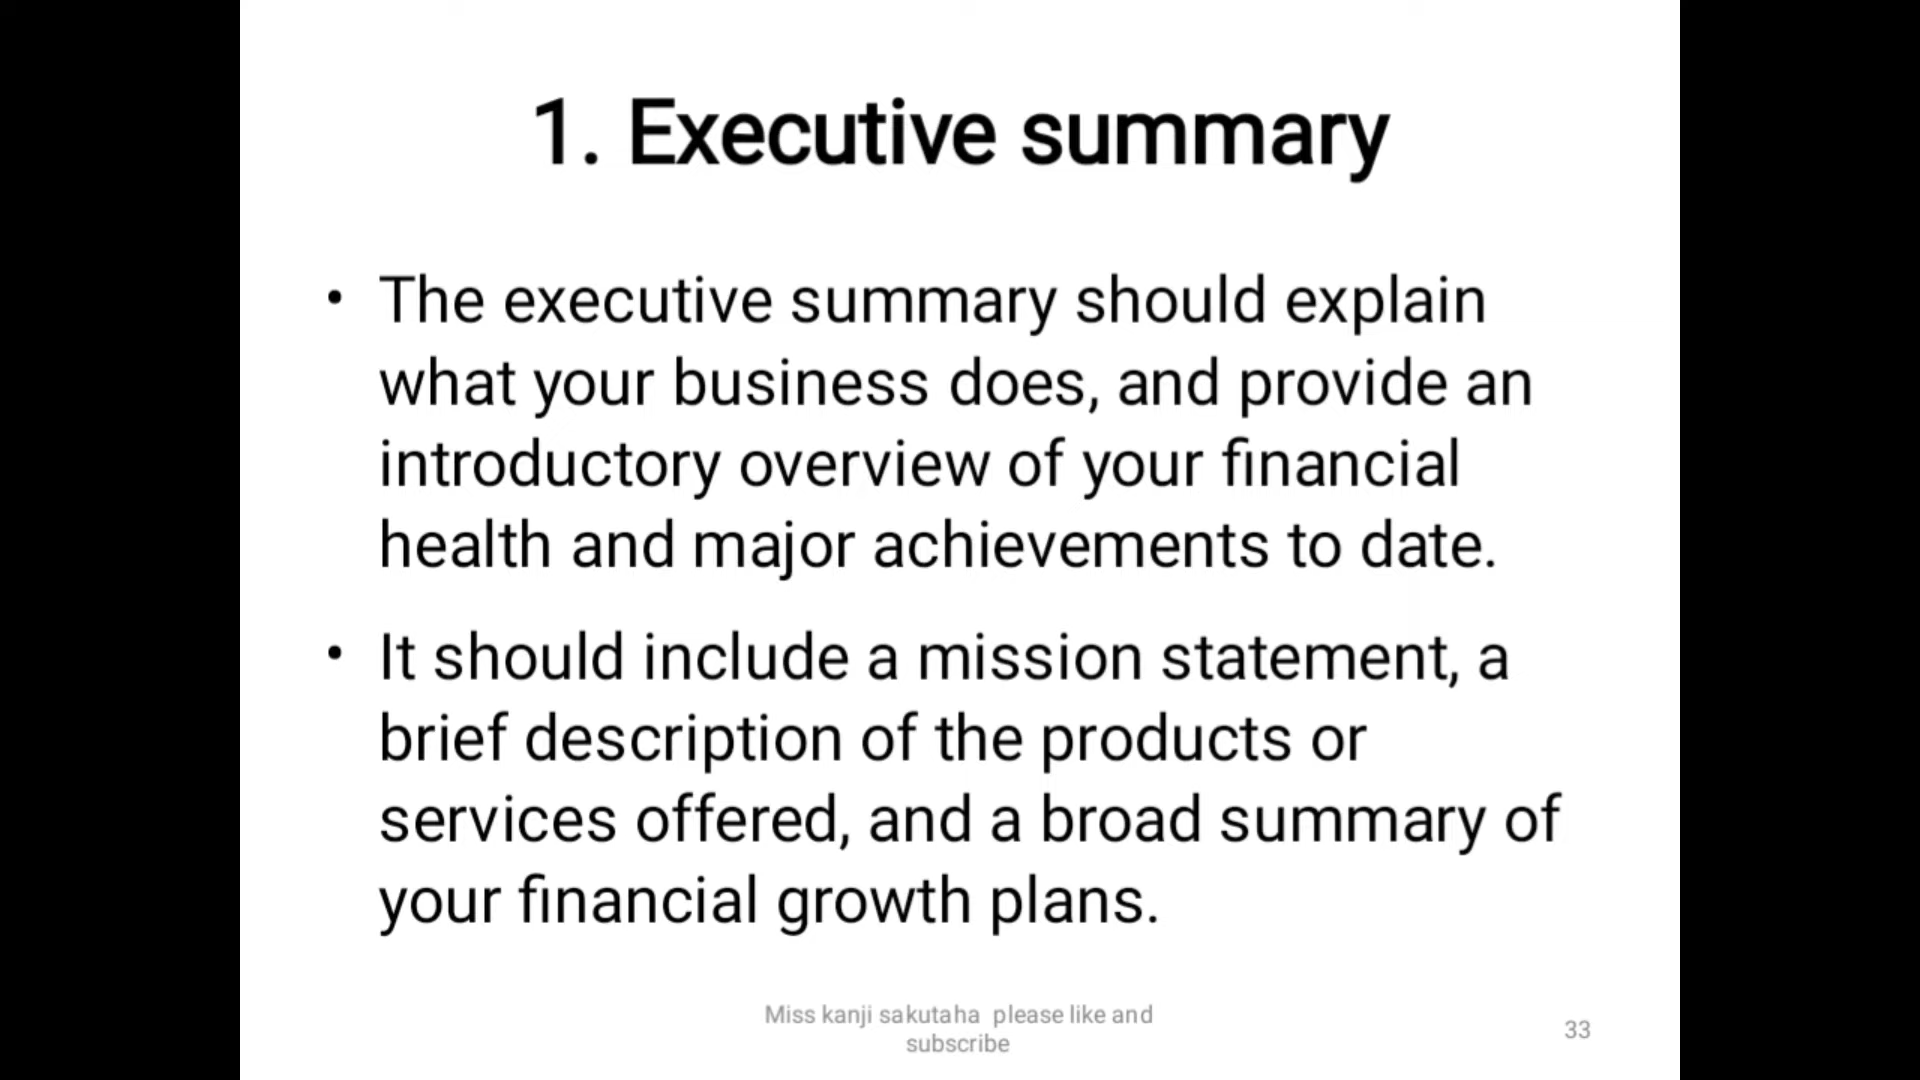 1. Executive summary
• The executive summary should explain
what your business does, and provide an
introductory overview of your financial
health and major achievements to date.
• It should include a mission statement, a
brief description of the products or
services offered, and a broad summary of
your financial growth plans.
Miss kanji sakutaha please like and
subscribe
33